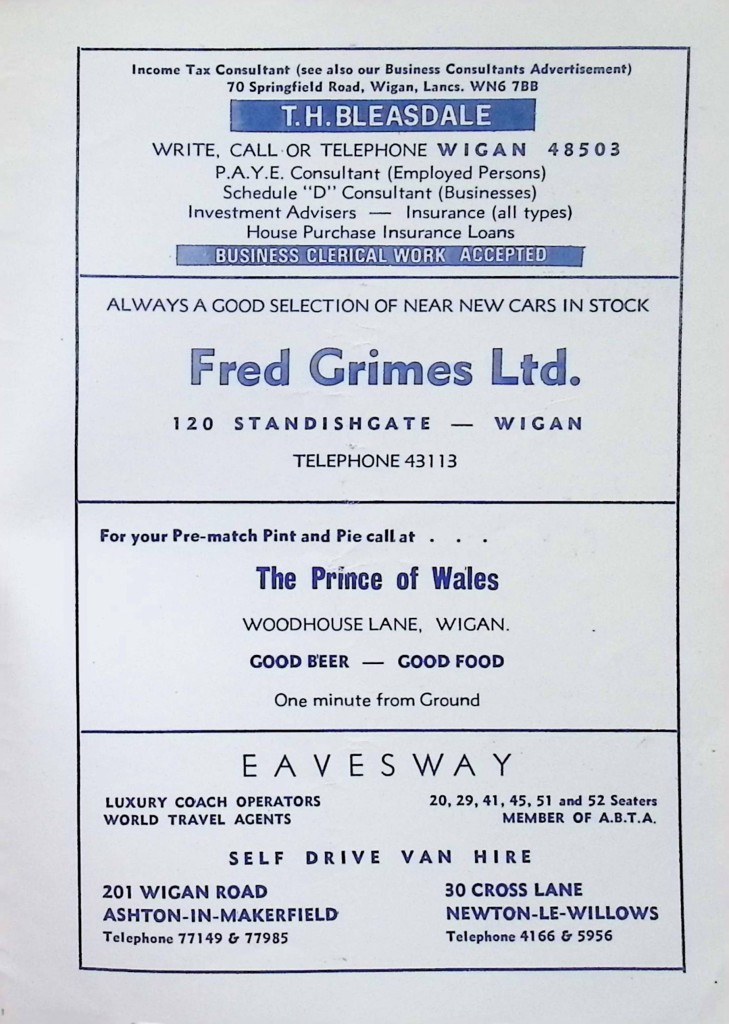 Income Tax Consultant (see also our Business Consultants Advertisement)
70 Springfield Road, Wigan, Lancs. WN6 7BB
T.H. BLEASDALE
WRITE, CALL OR TELEPHONE WIGAN 48503
P.A.Y.E. Consultant (Employed Persons)
Schedule "D" Consultant (Businesses)
Investment Advisers — Insurance (all types)
House Purchase Insurance Loans
BUSINESS CLERICAL WORK ACCEPTED
ALWAYS A GOOD SELECTION OF NEAR NEW CARS IN STOCK
Fred Grimes Ltd.
120 STANDISHGATE — WIGAN
TELEPHONE 43113
For your Pre-match Pint and Pie call at . . .
The Prince of Wales
WOODHOUSE LANE, WIGAN.
GOOD BEER — GOOD FOOD
One minute from Ground
EAVESWAY
LUXURY COACH OPERATORS 20, 29, 41, 45, 51 and 52 Seaters
WORLD TRAVEL AGENTS MEMBER OF A.B.T.A.
SELF DRIVE VAN HIRE
201 WIGAN ROAD 30 CROSS LANE
ASHTON-IN-MAKERFIELD NEWTON-LE-WILLOWS
Telephone 77149 & 77985 Telephone 4166 & 5956